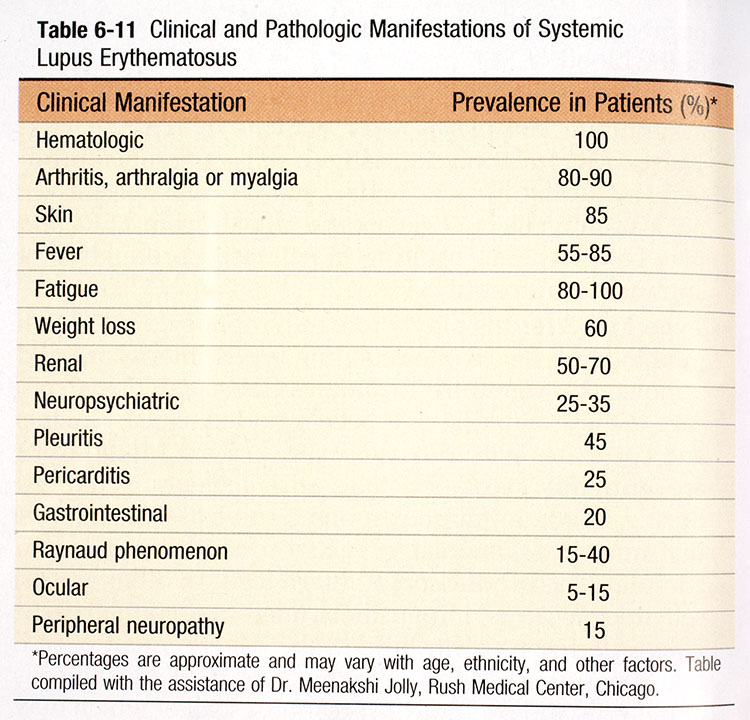 Table 6-11 Clinical and Pathologic Manifestations of Systemic
Lupus Erythematosus
Clinical Manifestation Prevalence in Patients (%)*
Hematologic 100
Arthritis, arthralgia or myalgia 80-90
Skin 85
Fever 55-85
Fatigue 80-100
Weight loss 60
Renal 50-70
Neuropsychiatric 25-35
Pleuritis 45
Pericarditis 25
Gastrointestinal 20
Raynaud phenomenon 15-40
Ocular 5-15
Peripheral neuropathy 15
*Percentages are approximate and may vary with age, ethnicity, and other factors. Table
compiled with the assistance of Dr. Meenakshi Jolly, Rush Medical Center, Chicago.